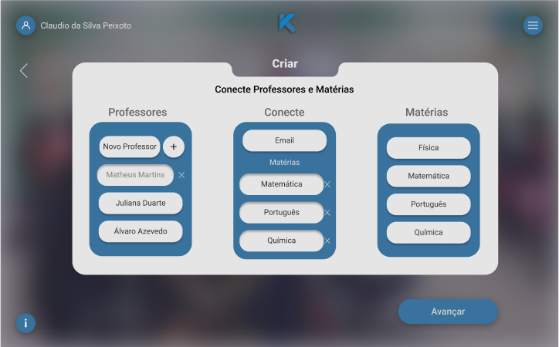 Claudio da Silva Peixoto
Criar
Conecte Professores e Matérias
Professores
Conecte
Matérias
Novo Professor +
Matheus Martins ×
Juliana Duarte
Álvaro Azevedo
Email
Matérias
Matemática ×
Português ×
Química ×
Física
Matemática
Português
Química
Avançar
i